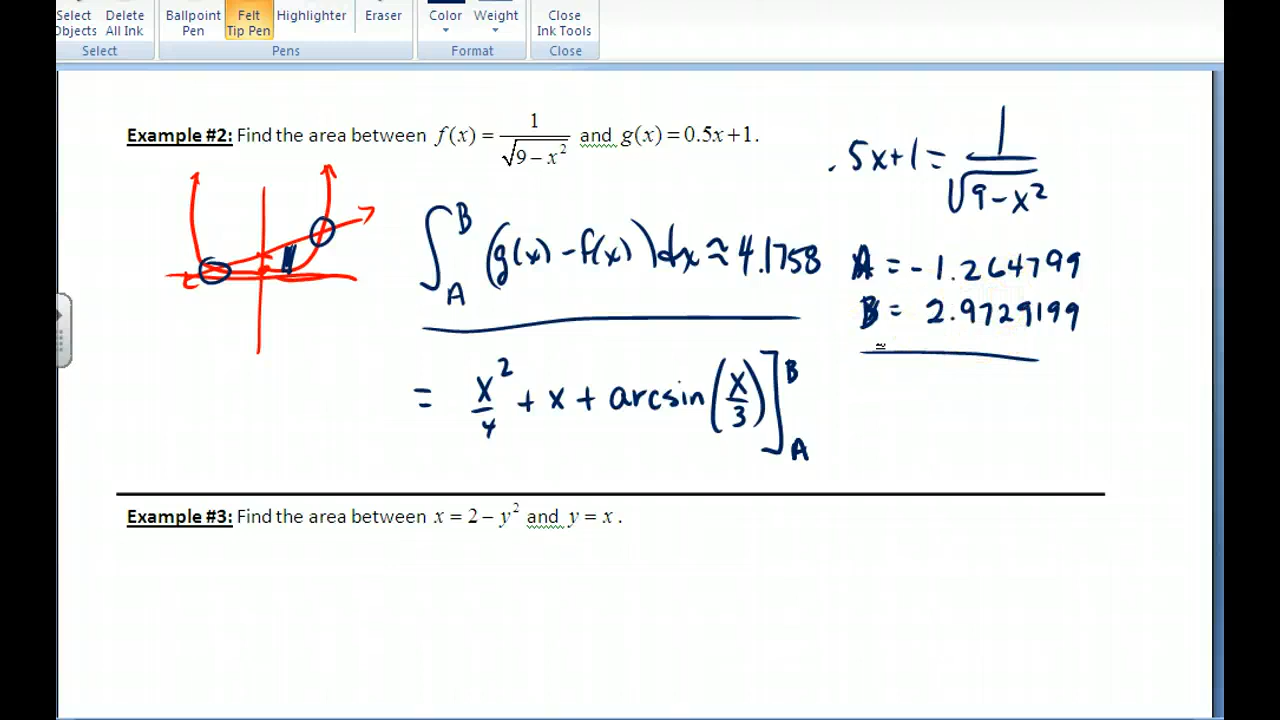 Select Objects
Delete All Ink
Ballpoint Pen
Felt Tip Pen
Highlighter
Eraser
Color
Weight
Close Ink Tools
Select
Pens
Format
Close
Example #2: Find the area between f(x) = 1/√(9 − x²) and g(x) = 0.5x + 1.
.5x+1 = 1/√(9−x²)
∫_A^B (g(x) − f(x))dx ≈ 4.1758
A = -1.264799
B = 2.9729199
= x²/4 + x + arcsin(x/3)]_A^B
Example #3: Find the area between x = 2 − y² and y = x.